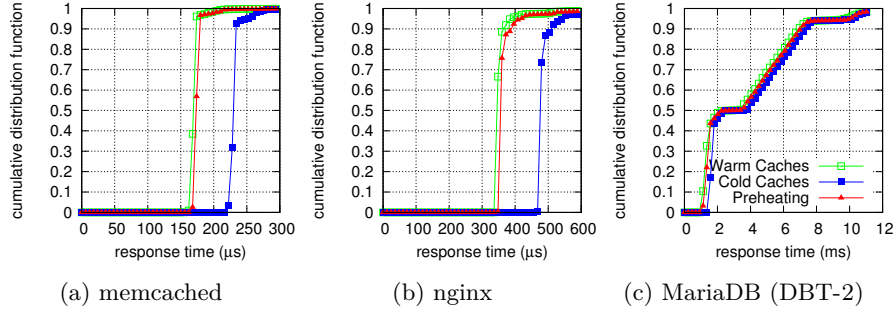 cumulative distribution function
1
0.9
0.8
0.7
0.6
0.5
0.4
0.3
0.2
0.1
0
0 50 100 150 200 250 300
response time (µs)
(a) memcached
cumulative distribution function
1
0.9
0.8
0.7
0.6
0.5
0.4
0.3
0.2
0.1
0
0 100 200 300 400 500 600
response time (µs)
(b) nginx
cumulative distribution function
1
0.9
0.8
0.7
0.6
0.5
0.4
0.3
0.2
0.1
0
Warm Caches
Cold Caches
Preheating
0 2 4 6 8 10 12
response time (ms)
(c) MariaDB (DBT-2)